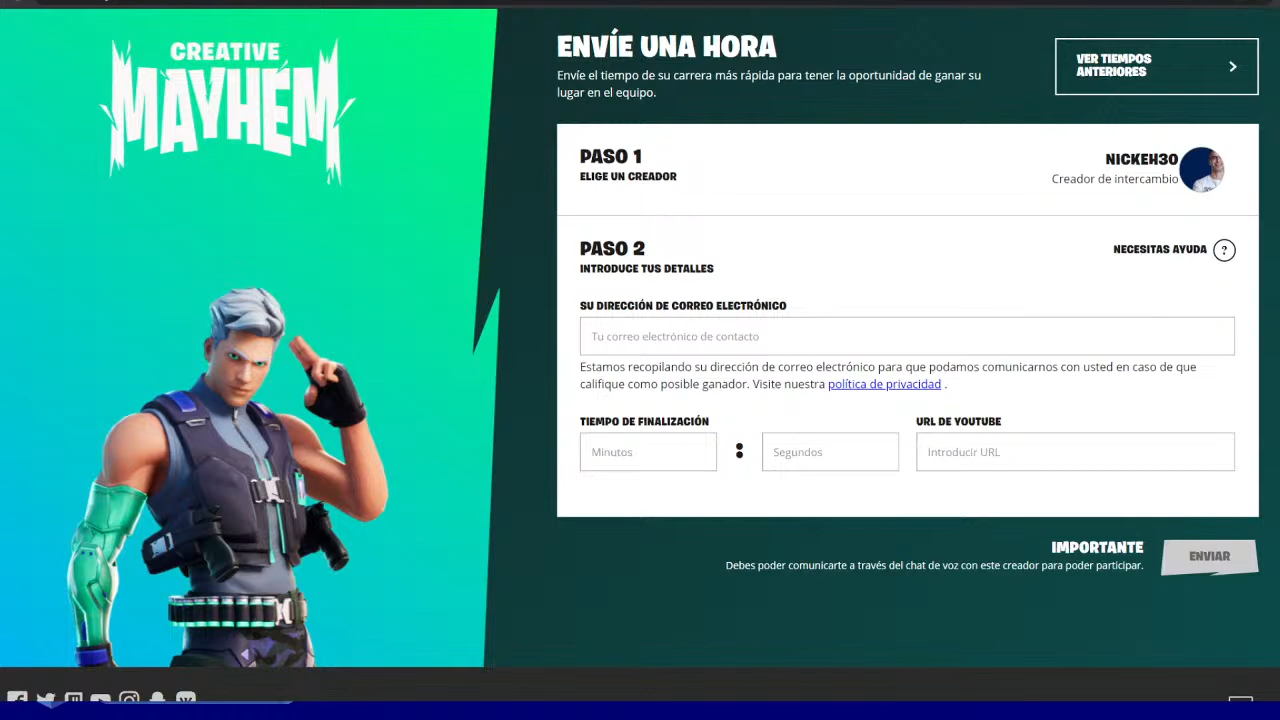 CREATIVE
MAYHEM
ENVÍE UNA HORA
Envíe el tiempo de su carrera más rápida para tener la oportunidad de ganar su
lugar en el equipo.
VER TIEMPOS
ANTERIORES
PASO 1
ELIGE UN CREADOR
NICKEH30
Creador de intercambio
PASO 2
INTRODUCE TUS DETALLES
NECESITAS AYUDA ?
SU DIRECCIÓN DE CORREO ELECTRÓNICO
Tu correo electrónico de contacto
Estamos recopilando su dirección de correo electrónico para que podamos comunicarnos con usted en caso de que
califique como posible ganador. Visite nuestra política de privacidad .
TIEMPO DE FINALIZACIÓN
URL DE YOUTUBE
Minutos : Segundos
Introducir URL
IMPORTANTE
Debes poder comunicarte a través del chat de voz con este creador para poder participar.
ENVIAR